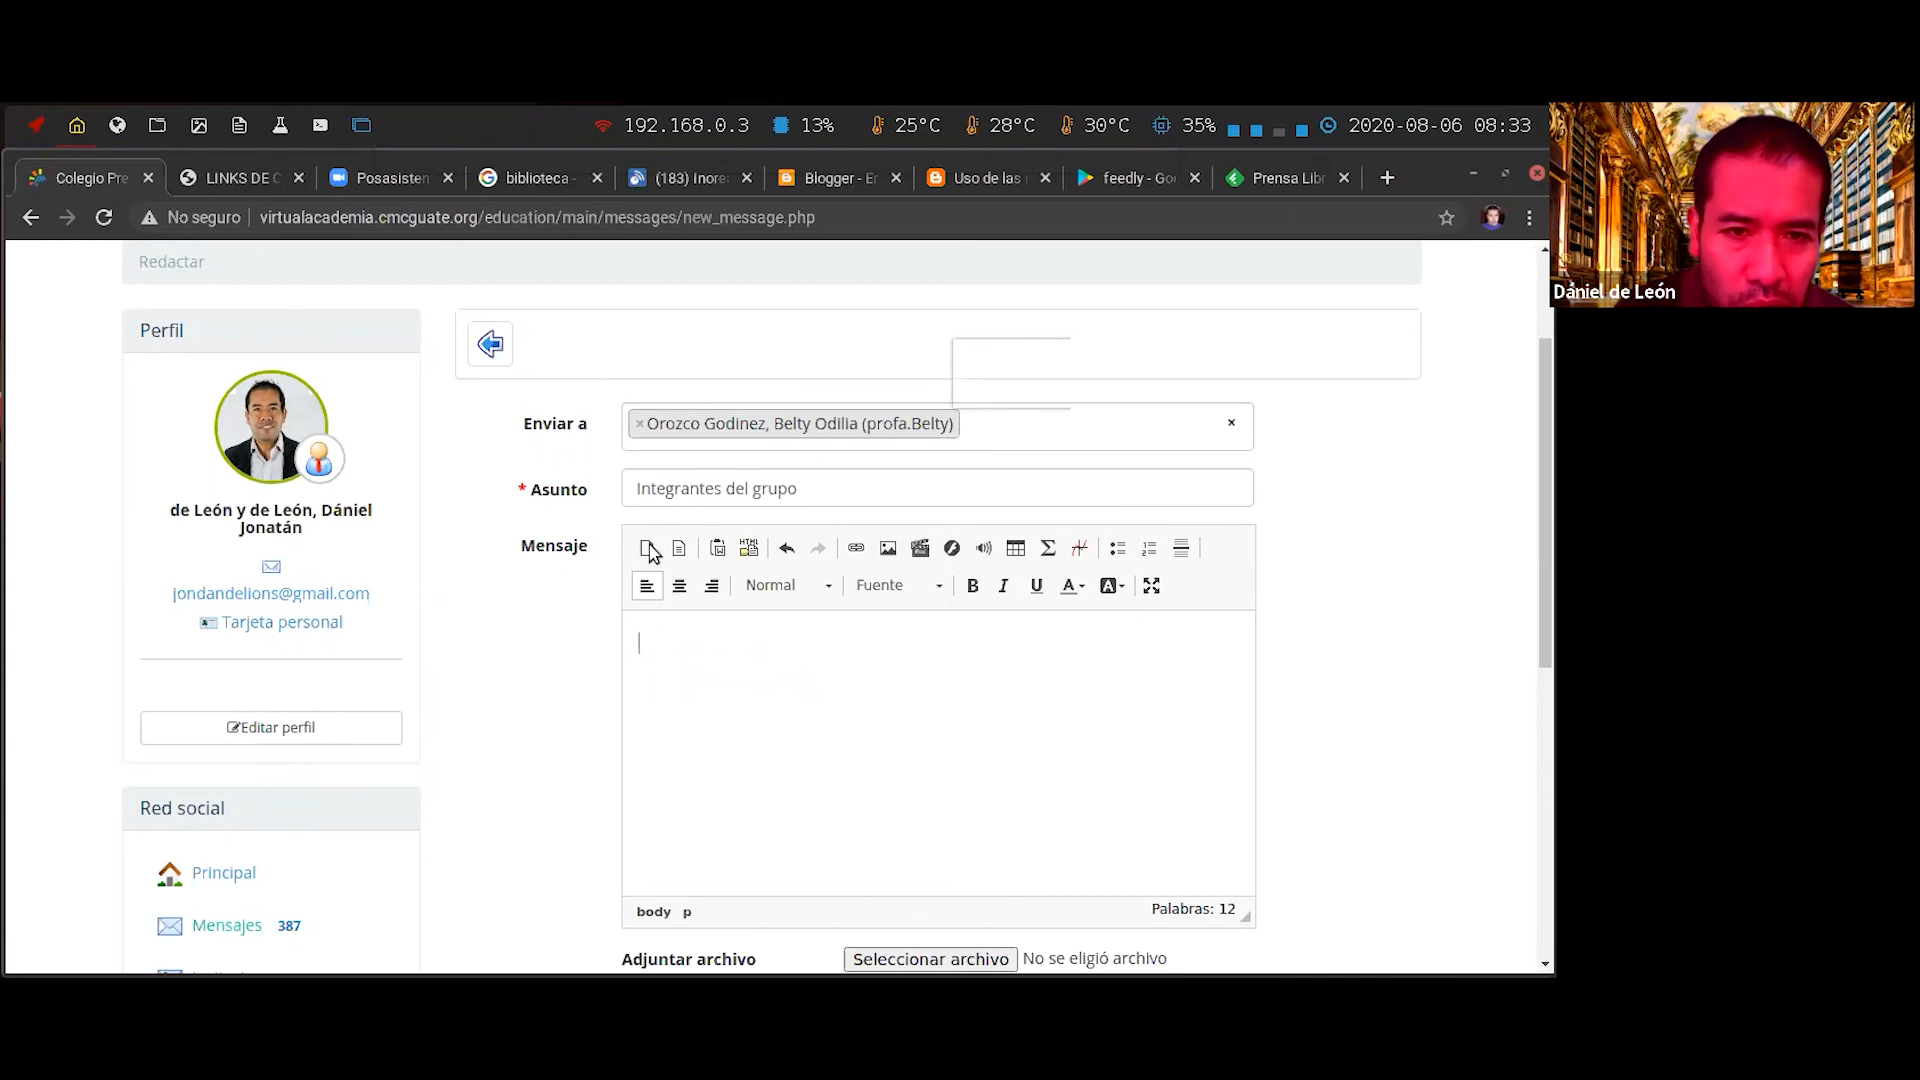 192.168.0.3 13% 25°C 28°C 30°C 35% 2020-08-06 08:33
Colegio Pre LINKS DE C Posasisten biblioteca - (183) Inore Blogger - E Uso de las feedly - Go Prensa Libr
No seguro virtualacademia.cmcguate.org/education/main/messages/new_message.php
Dániel de León
Redactar
Perfil
de León y de León, Dániel
Jonatán
jondandelions@gmail.com
Tarjeta personal
Editar perfil
Red social
Principal
Mensajes 387
Enviar a × Orozco Godinez, Belty Odilia (profa.Belty) ×
* Asunto Integrantes del grupo
Mensaje
HTML
Normal Fuente B I U A A
body p Palabras: 12
Adjuntar archivo Seleccionar archivo No se eligió archivo